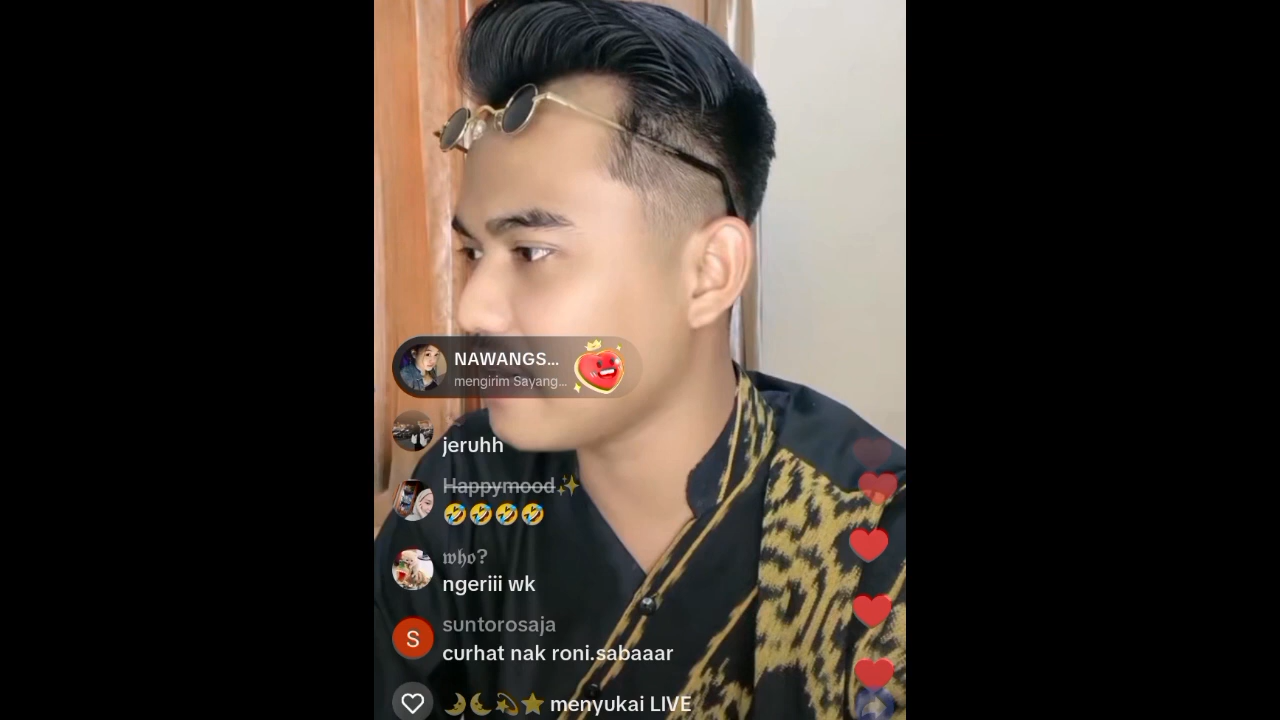 NAWANGS...
mengirim Sayang...
jeruhh
Happymood✨
🤣🤣🤣🤣
𝖜𝖍𝖔?
ngeriii wk
S
suntorosaja
curhat nak roni.sabaaar
🌛🌜💫⭐ menyukai LIVE